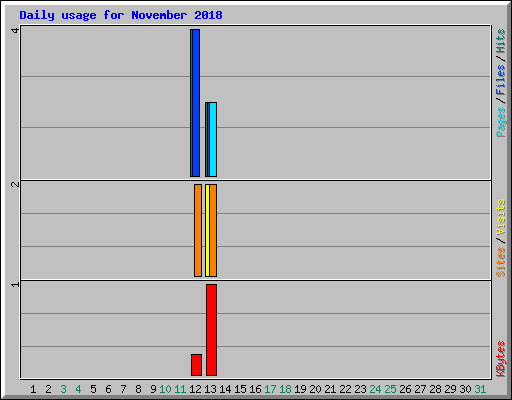 Daily usage for November 2018
4
Pages / Files / Hits
2
Sites / Visits
1
KBytes
1 2 3 4 5 6 7 8 9 10 11 12 13 14 15 16 17 18 19 20 21 22 23 24 25 26 27 28 29 30 31